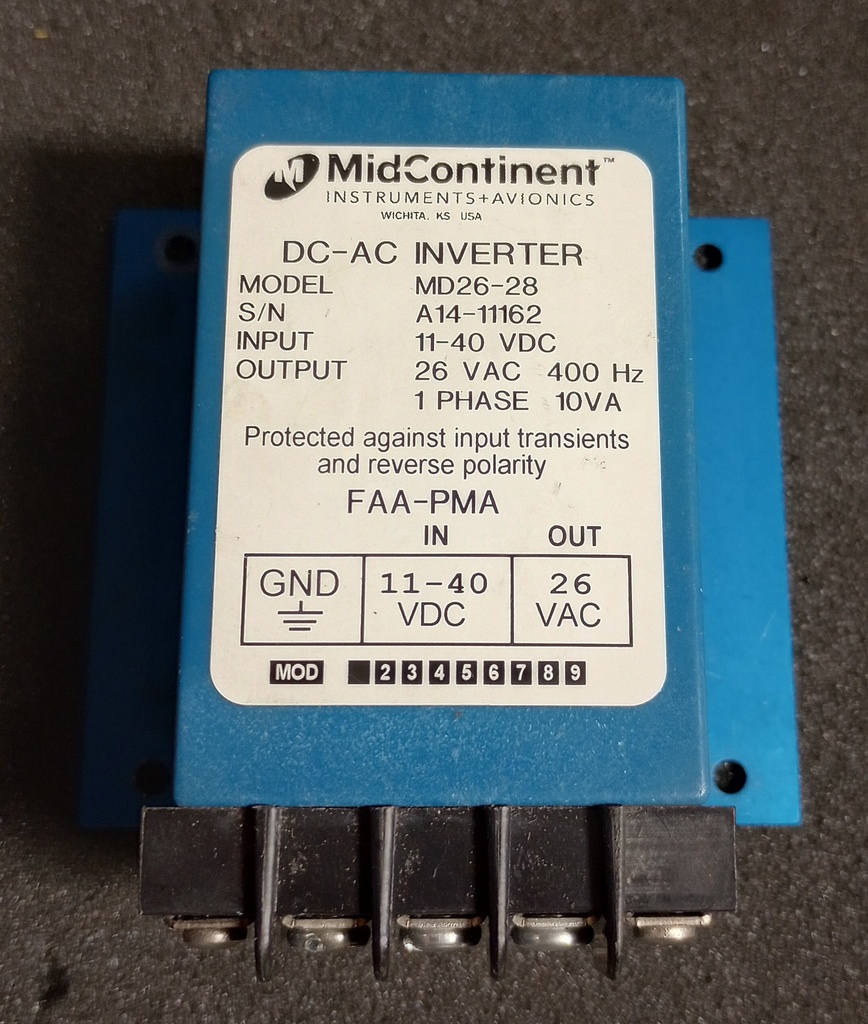 MidContinent™
INSTRUMENTS+AVIONICS
WICHITA, KS USA
DC-AC INVERTER
MODEL MD26-28
S/N A14-11162
INPUT 11-40 VDC
OUTPUT 26 VAC 400 Hz
1 PHASE 10VA
Protected against input transients
and reverse polarity
FAA-PMA
IN OUT
GND 11-40 26
VDC VAC
MOD 2 3 4 5 6 7 8 9